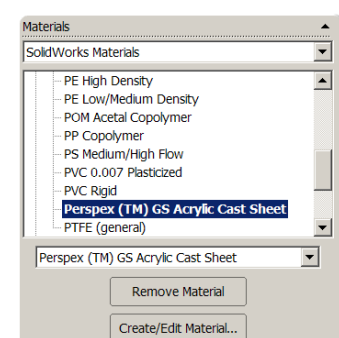 Materials
SolidWorks Materials
PE High Density
PE Low/Medium Density
POM Acetal Copolymer
PP Copolymer
PS Medium/High Flow
PVC 0.007 Plasticized
PVC Rigid
Perspex (TM) GS Acrylic Cast Sheet
PTFE (general)
Perspex (TM) GS Acrylic Cast Sheet
Remove Material
Create/Edit Material...